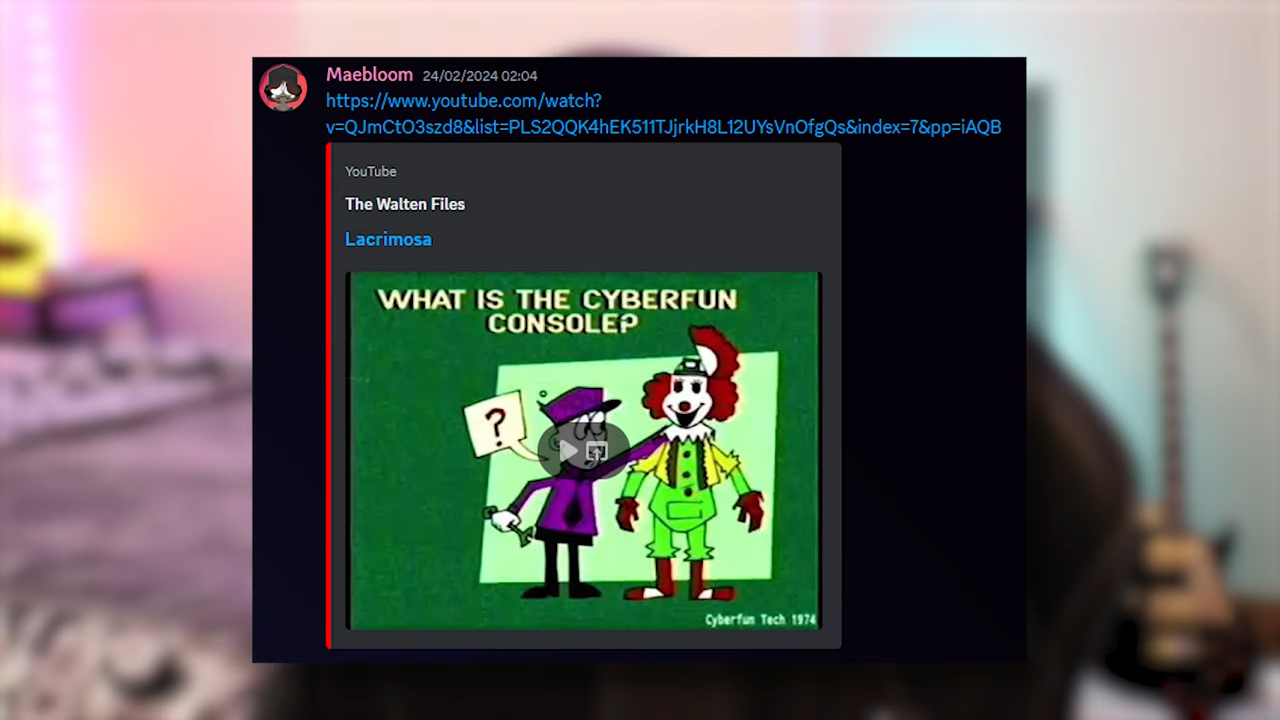 Maebloom 24/02/2024 02:04
https://www.youtube.com/watch?
v=QJmCtO3szd8&list=PLS2QQK4hEK511TJjrkH8L12UYsVnOfgQs&index=7&pp=iAQB
YouTube
The Walten Files
Lacrimosa
WHAT IS THE CYBERFUN
CONSOLE?
?
Cyberfun Tech 1974